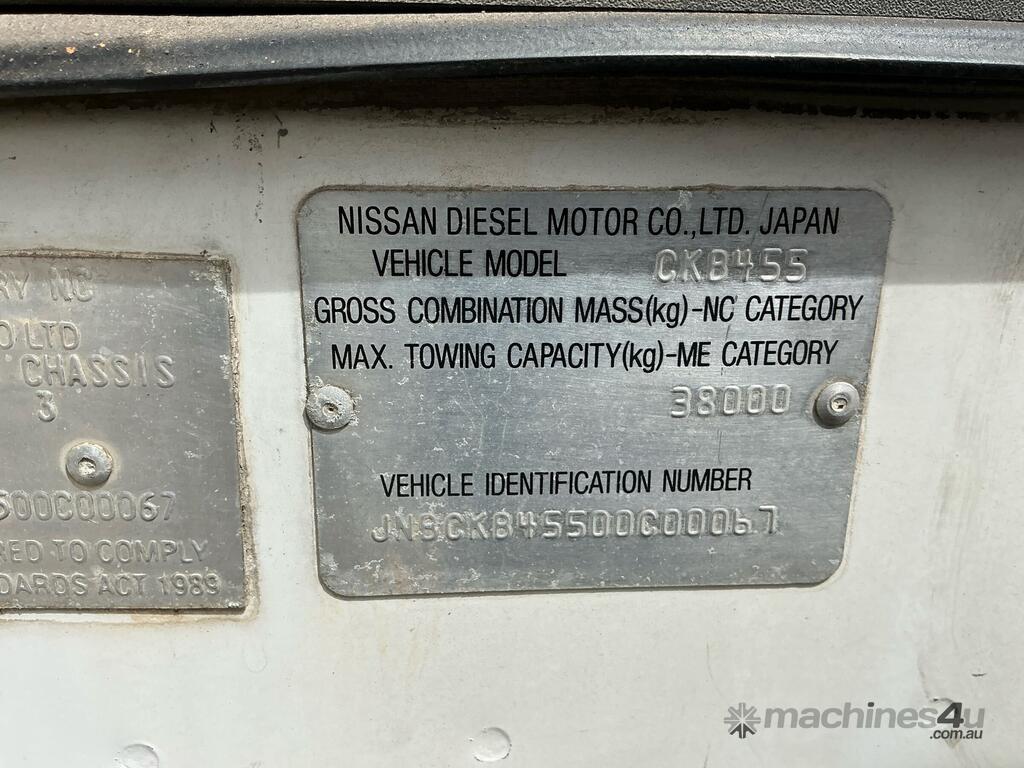 RY NC
O LTD
CHASSIS
3
500C00067
RED TO COMPLY
DARDS ACT 1989
NISSAN DIESEL MOTOR CO.,LTD. JAPAN
VEHICLE MODEL CKB455
GROSS COMBINATION MASS(kg)-NC CATEGORY
MAX. TOWING CAPACITY(kg)-ME CATEGORY
38000
VEHICLE IDENTIFICATION NUMBER
JNSCKB45500C00067
machines4u
.com.au